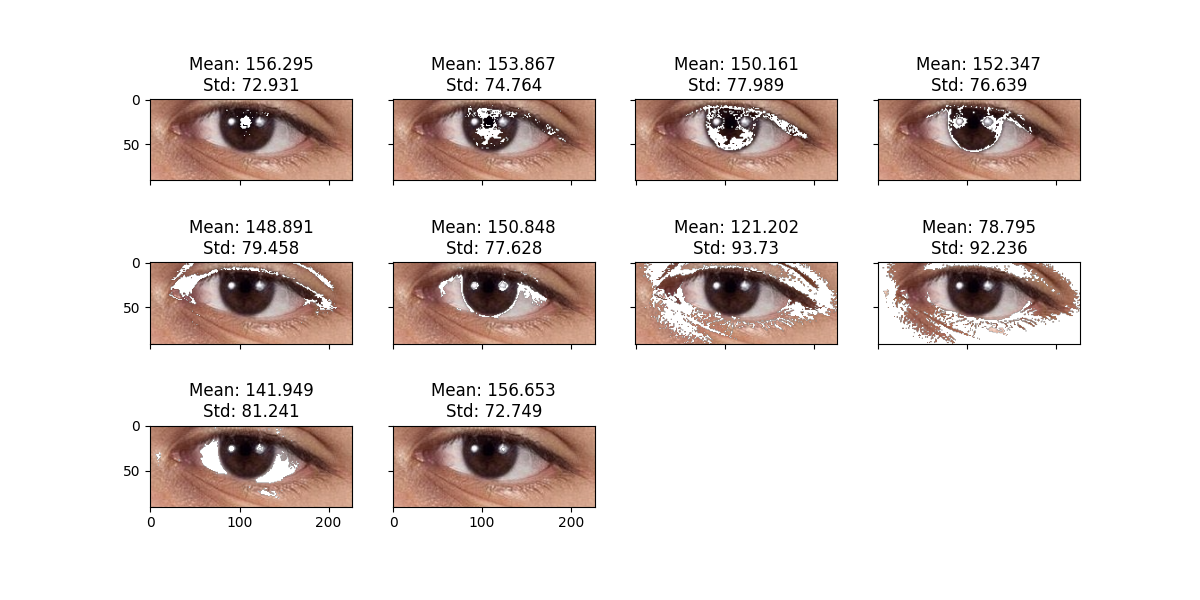 Mean: 156.295
Std: 72.931
Mean: 153.867
Std: 74.764
Mean: 150.161
Std: 77.989
Mean: 152.347
Std: 76.639
0
50
Mean: 148.891
Std: 79.458
Mean: 150.848
Std: 77.628
Mean: 121.202
Std: 93.73
Mean: 78.795
Std: 92.236
0
50
Mean: 141.949
Std: 81.241
Mean: 156.653
Std: 72.749
0
50
0 100 200
0 100 200